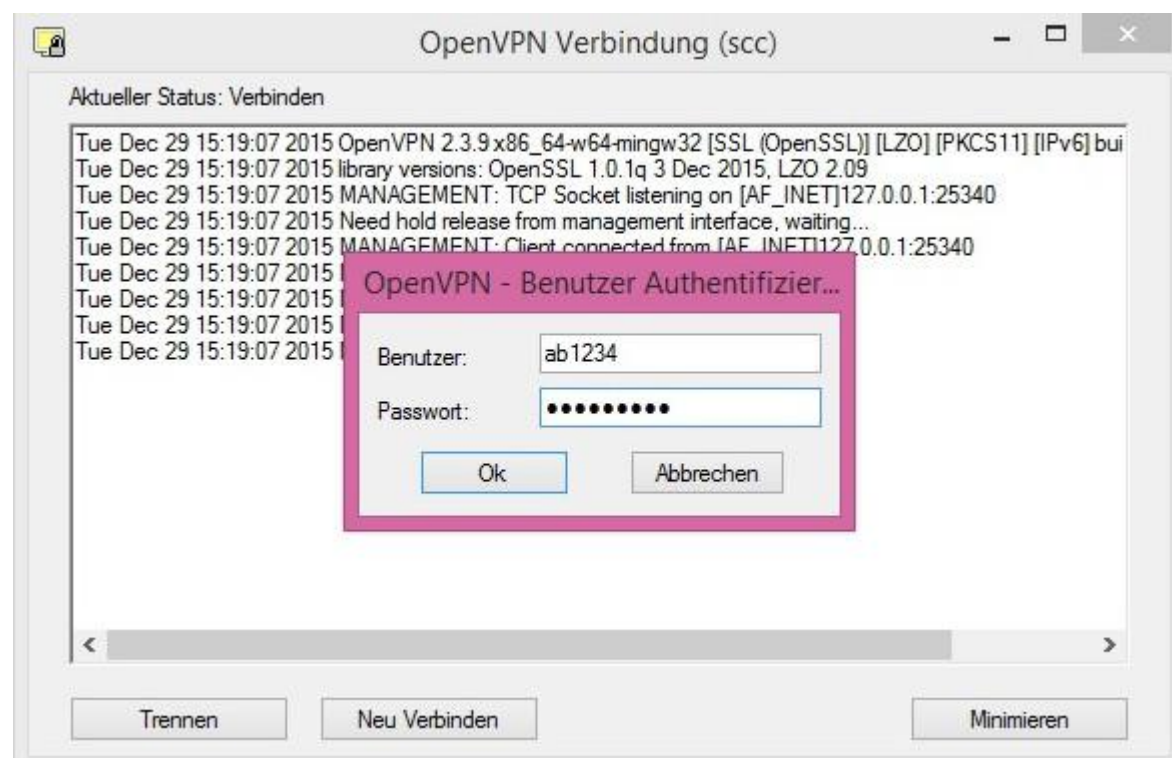 OpenVPN Verbindung (scc)
Aktueller Status: Verbinden
Tue Dec 29 15:19:07 2015 OpenVPN 2.3.9 x86_64-w64-mingw32 [SSL (OpenSSL)] [LZO] [PKCS11] [IPv6] bui
Tue Dec 29 15:19:07 2015 library versions: OpenSSL 1.0.1q 3 Dec 2015, LZO 2.09
Tue Dec 29 15:19:07 2015 MANAGEMENT: TCP Socket listening on [AF_INET]127.0.0.1:25340
Tue Dec 29 15:19:07 2015 Need hold release from management interface, waiting...
Tue Dec 29 15:19:07 2015 MANAGEMENT: Client connected from [AF_INET]127.0.0.1:25340
Tue Dec 29 15:19:07 2015
Tue Dec 29 15:19:07 2015
Tue Dec 29 15:19:07 2015
Tue Dec 29 15:19:07 2015
OpenVPN - Benutzer Authentifizier...
Benutzer: ab1234
Passwort: •••••••••
Ok Abbrechen
Trennen Neu Verbinden Minimieren